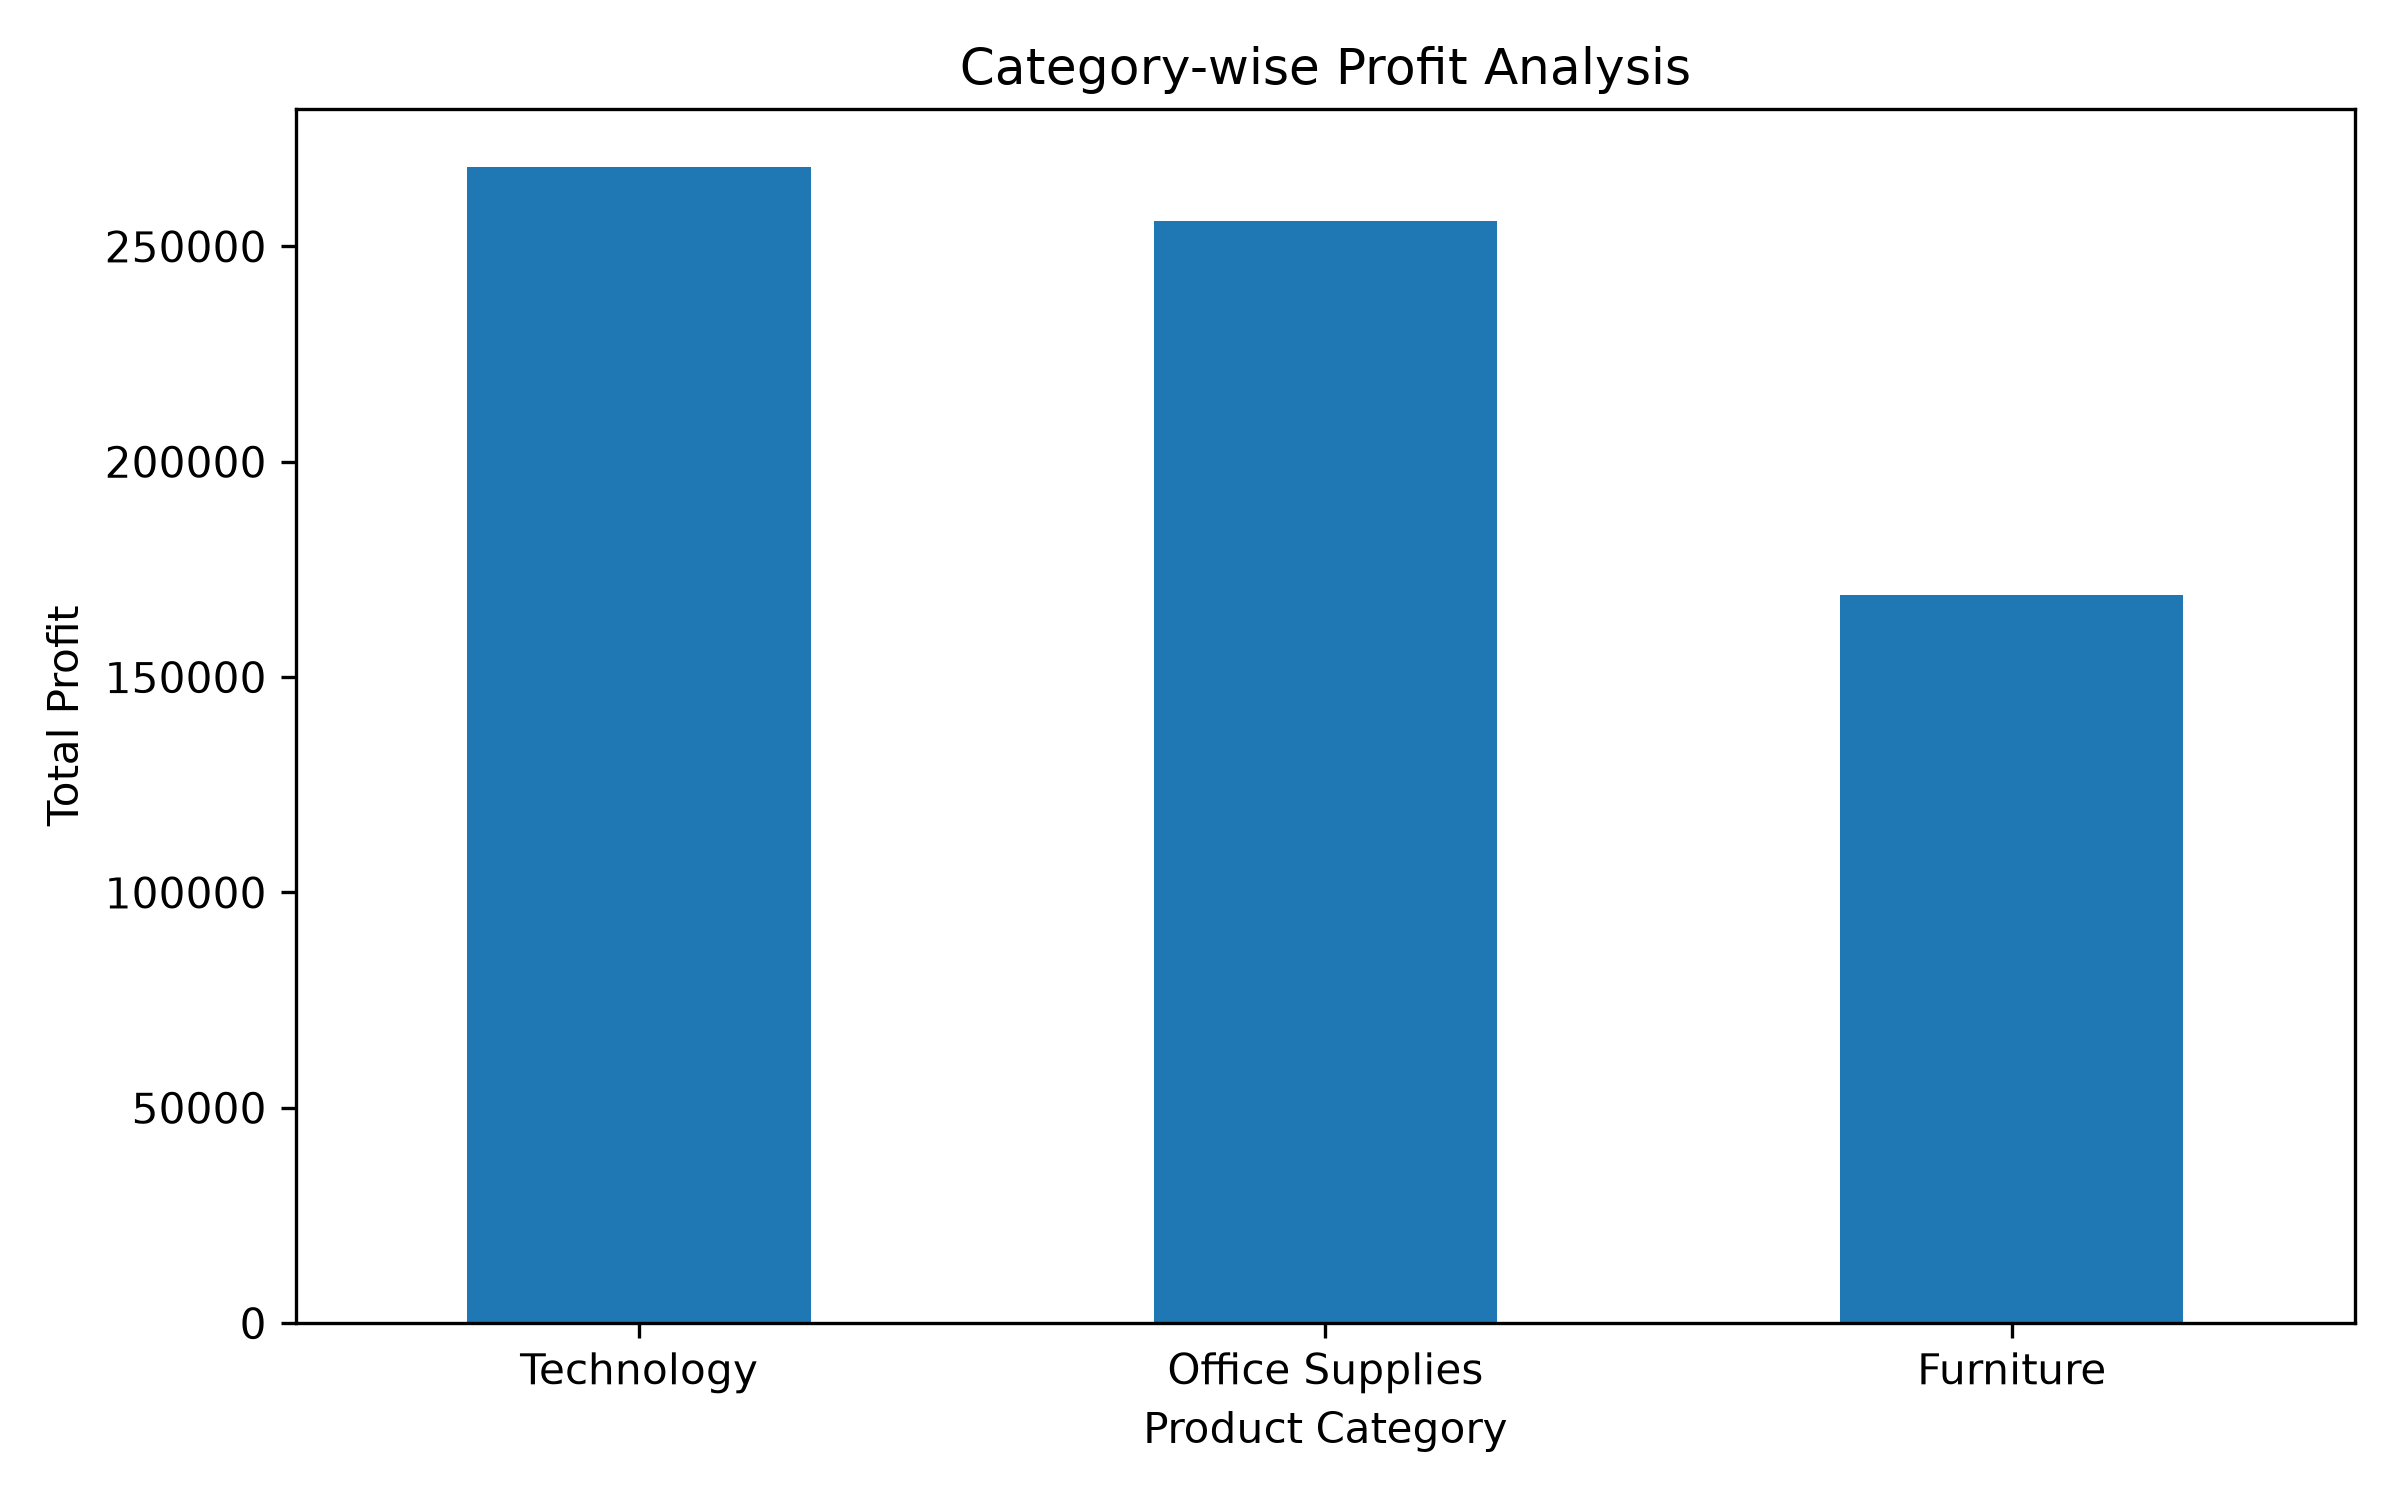 Category-wise Profit Analysis
Total Profit
250000
200000
150000
100000
50000
0
Technology
Office Supplies
Furniture
Product Category